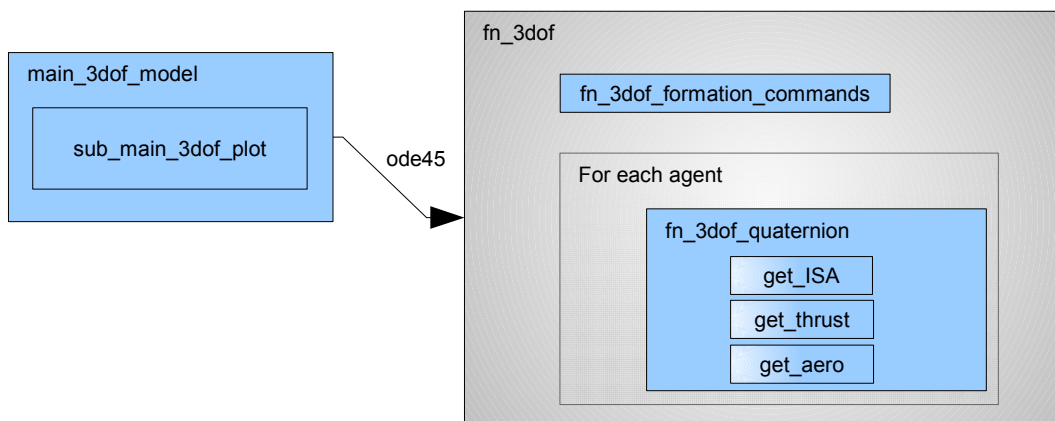 main_3dof_model
sub_main_3dof_plot
ode45
fn_3dof
fn_3dof_formation_commands
For each agent
fn_3dof_quaternion
get_ISA
get_thrust
get_aero